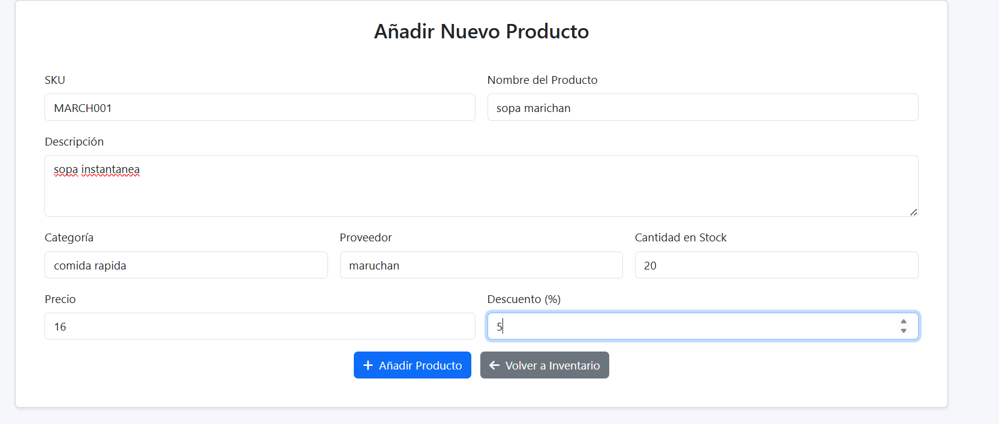 Añadir Nuevo Producto
SKU
Nombre del Producto
MARCH001
sopa marichan
Descripción
sopa instantanea
Categoría
Proveedor
Cantidad en Stock
comida rapida
maruchan
20
Precio
Descuento (%)
16
5
Añadir Producto
Volver a Inventario